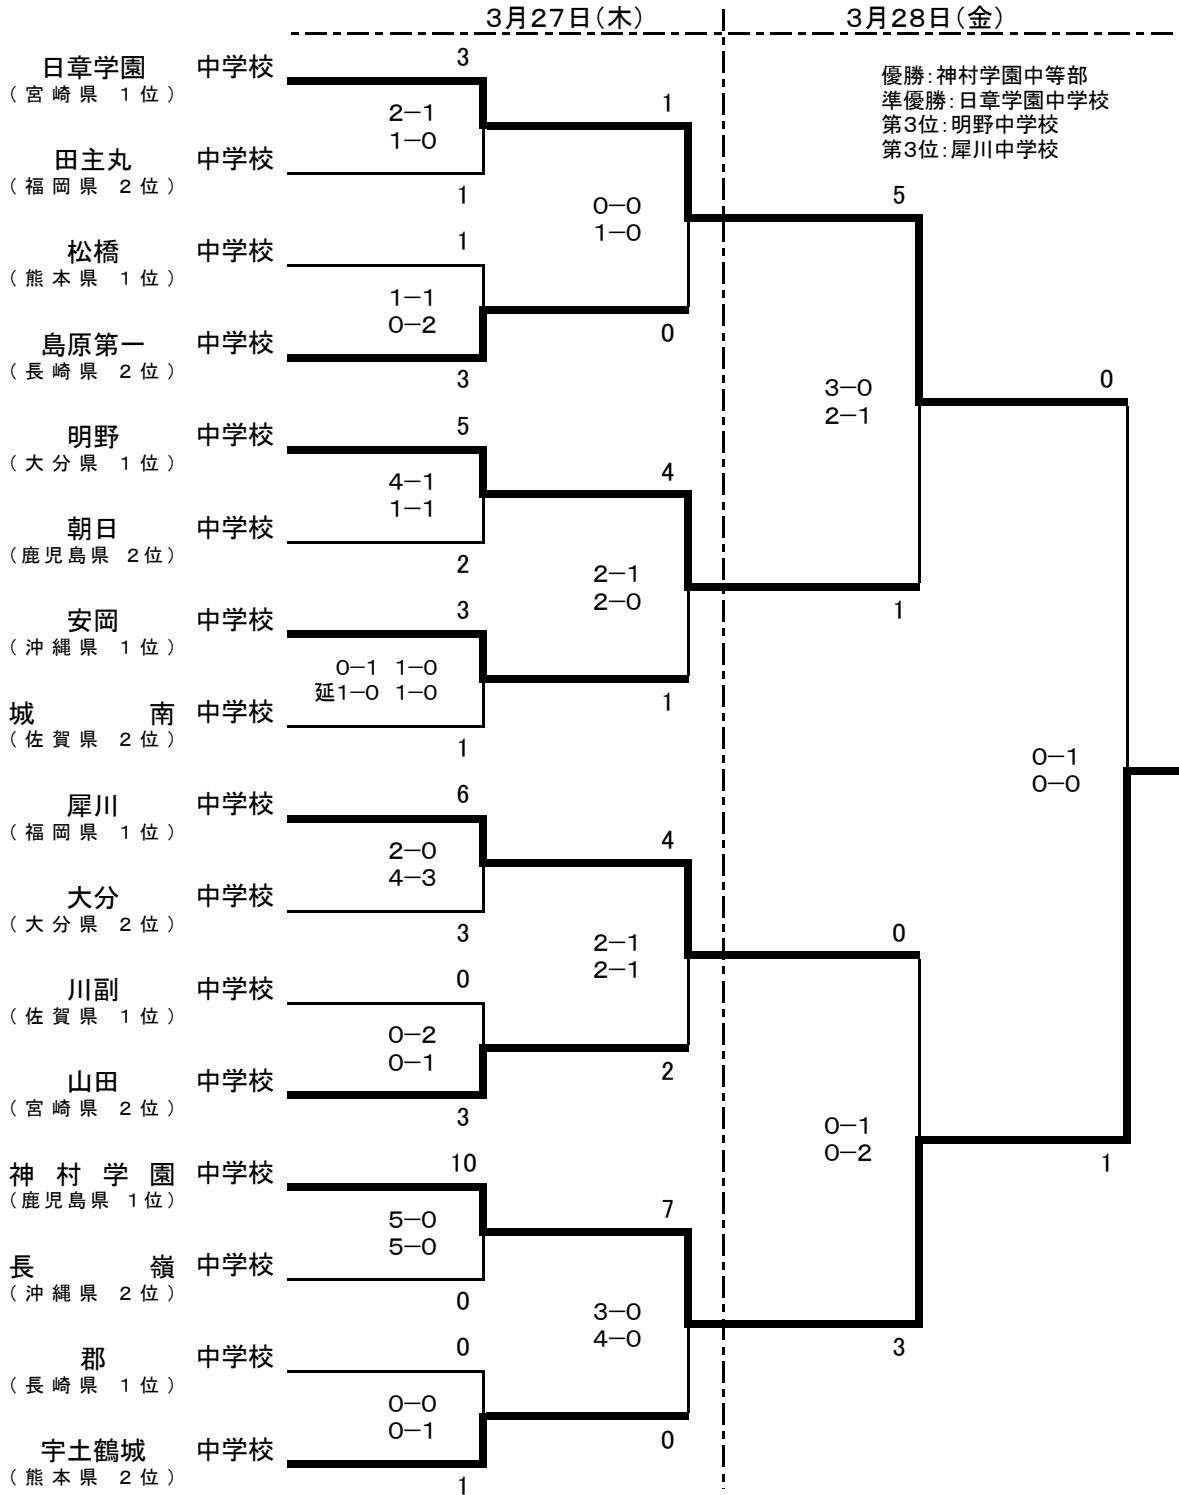 3月27日(木)
3月28日(金)
優勝:神村学園中等部
準優勝:日章学園中学校
第3位:明野中学校
第3位:犀川中学校
日章学園 中学校
(宮崎県 1位)
3
2-1
1-0
田主丸 中学校
(福岡県 2位)
1
1
0-0
1-0
松橋 中学校
(熊本県 1位)
1
1-1
0-2
島原第一 中学校
(長崎県 2位)
3
0
5
3-0
2-1
明野 中学校
(大分県 1位)
5
4-1
1-1
朝日 中学校
(鹿児島県 2位)
2
4
2-1
2-0
安岡 中学校
(沖縄県 1位)
3
0-1 1-0
延1-0 1-0
城南 中学校
(佐賀県 2位)
1
1
1
0
0-1
0-0
犀川 中学校
(福岡県 1位)
6
2-0
4-3
大分 中学校
(大分県 2位)
3
4
2-1
2-1
川副 中学校
(佐賀県 1位)
0
0-2
0-1
山田 中学校
(宮崎県 2位)
3
2
0
0-1
0-2
神村学園 中学校
(鹿児島県 1位)
10
5-0
5-0
長嶺 中学校
(沖縄県 2位)
0
7
3-0
4-0
郡 中学校
(長崎県 1位)
0
0-0
0-1
宇土鶴城 中学校
(熊本県 2位)
1
0
3
1